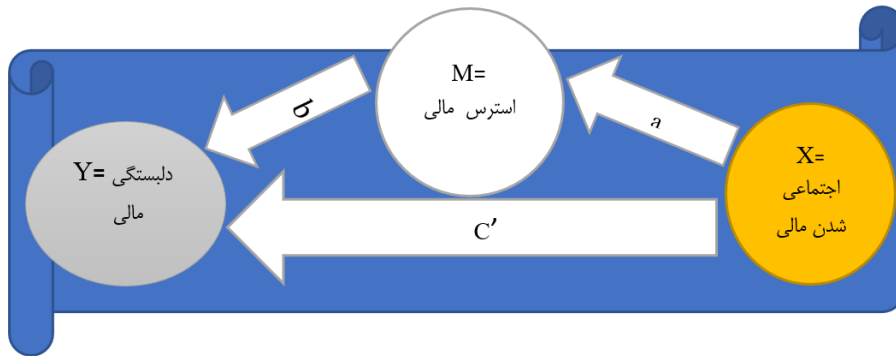 M=
استرس مالی
a
b
X=
اجتماعی
شدن مالی
Y= دلبستگی
مالی
C’